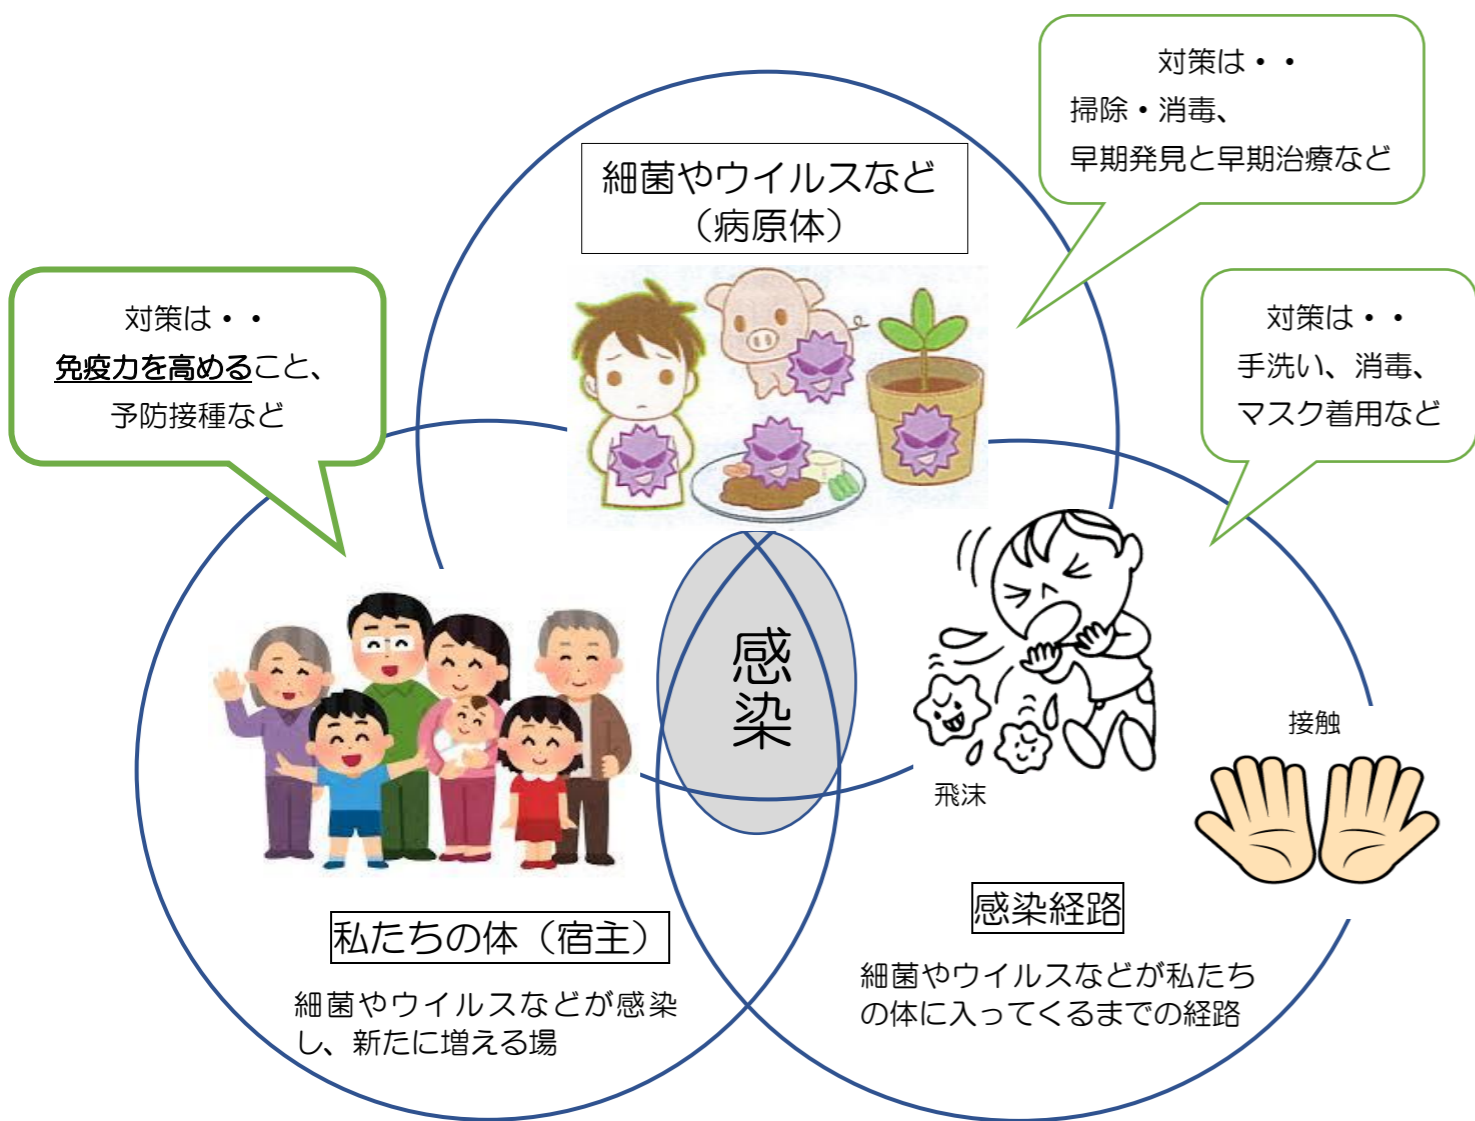 対策は・・
掃除・消毒、
早期発見と早期治療など
細菌やウイルスなど
（病原体）
対策は・・
免疫力を高めること、
予防接種など
対策は・・
手洗い、消毒、
マスク着用など
感染
飛沫
接触
私たちの体（宿主）
細菌やウイルスなどが感染
し、新たに増える場
感染経路
細菌やウイルスなどが私たち
の体に入ってくるまでの経路